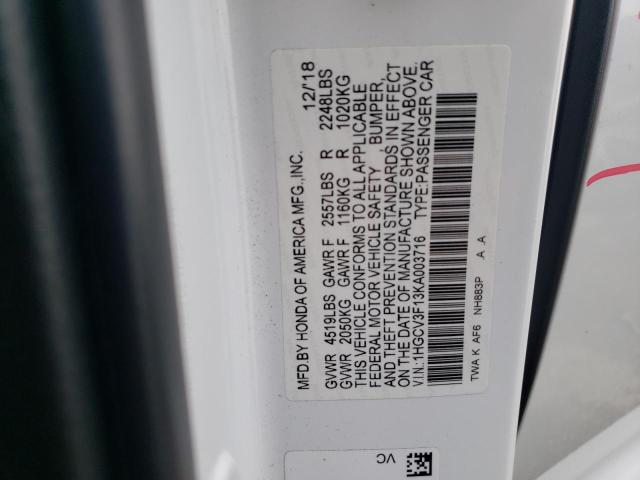 MFD.BY HONDA OF AMERICA MFG.,INC. 12/'18
GVWR 4519LBS GAWR F 2557LBS R 2248LBS
GVWR 2050KG GAWR F 1160KG R 1020KG
THIS VEHICLE CONFORMS TO ALL APPLICABLE
FEDERAL MOTOR VEHICLE SAFETY , BUMPER,
AND THEFT PREVENTION STANDARDS IN EFFECT
ON THE DATE OF MANUFACTURE SHOWN ABOVE.
V.I.N.:1HGCV3F13KA003716 TYPE:PASSENGER CAR
TWA K AF6 NH883P A A
VC